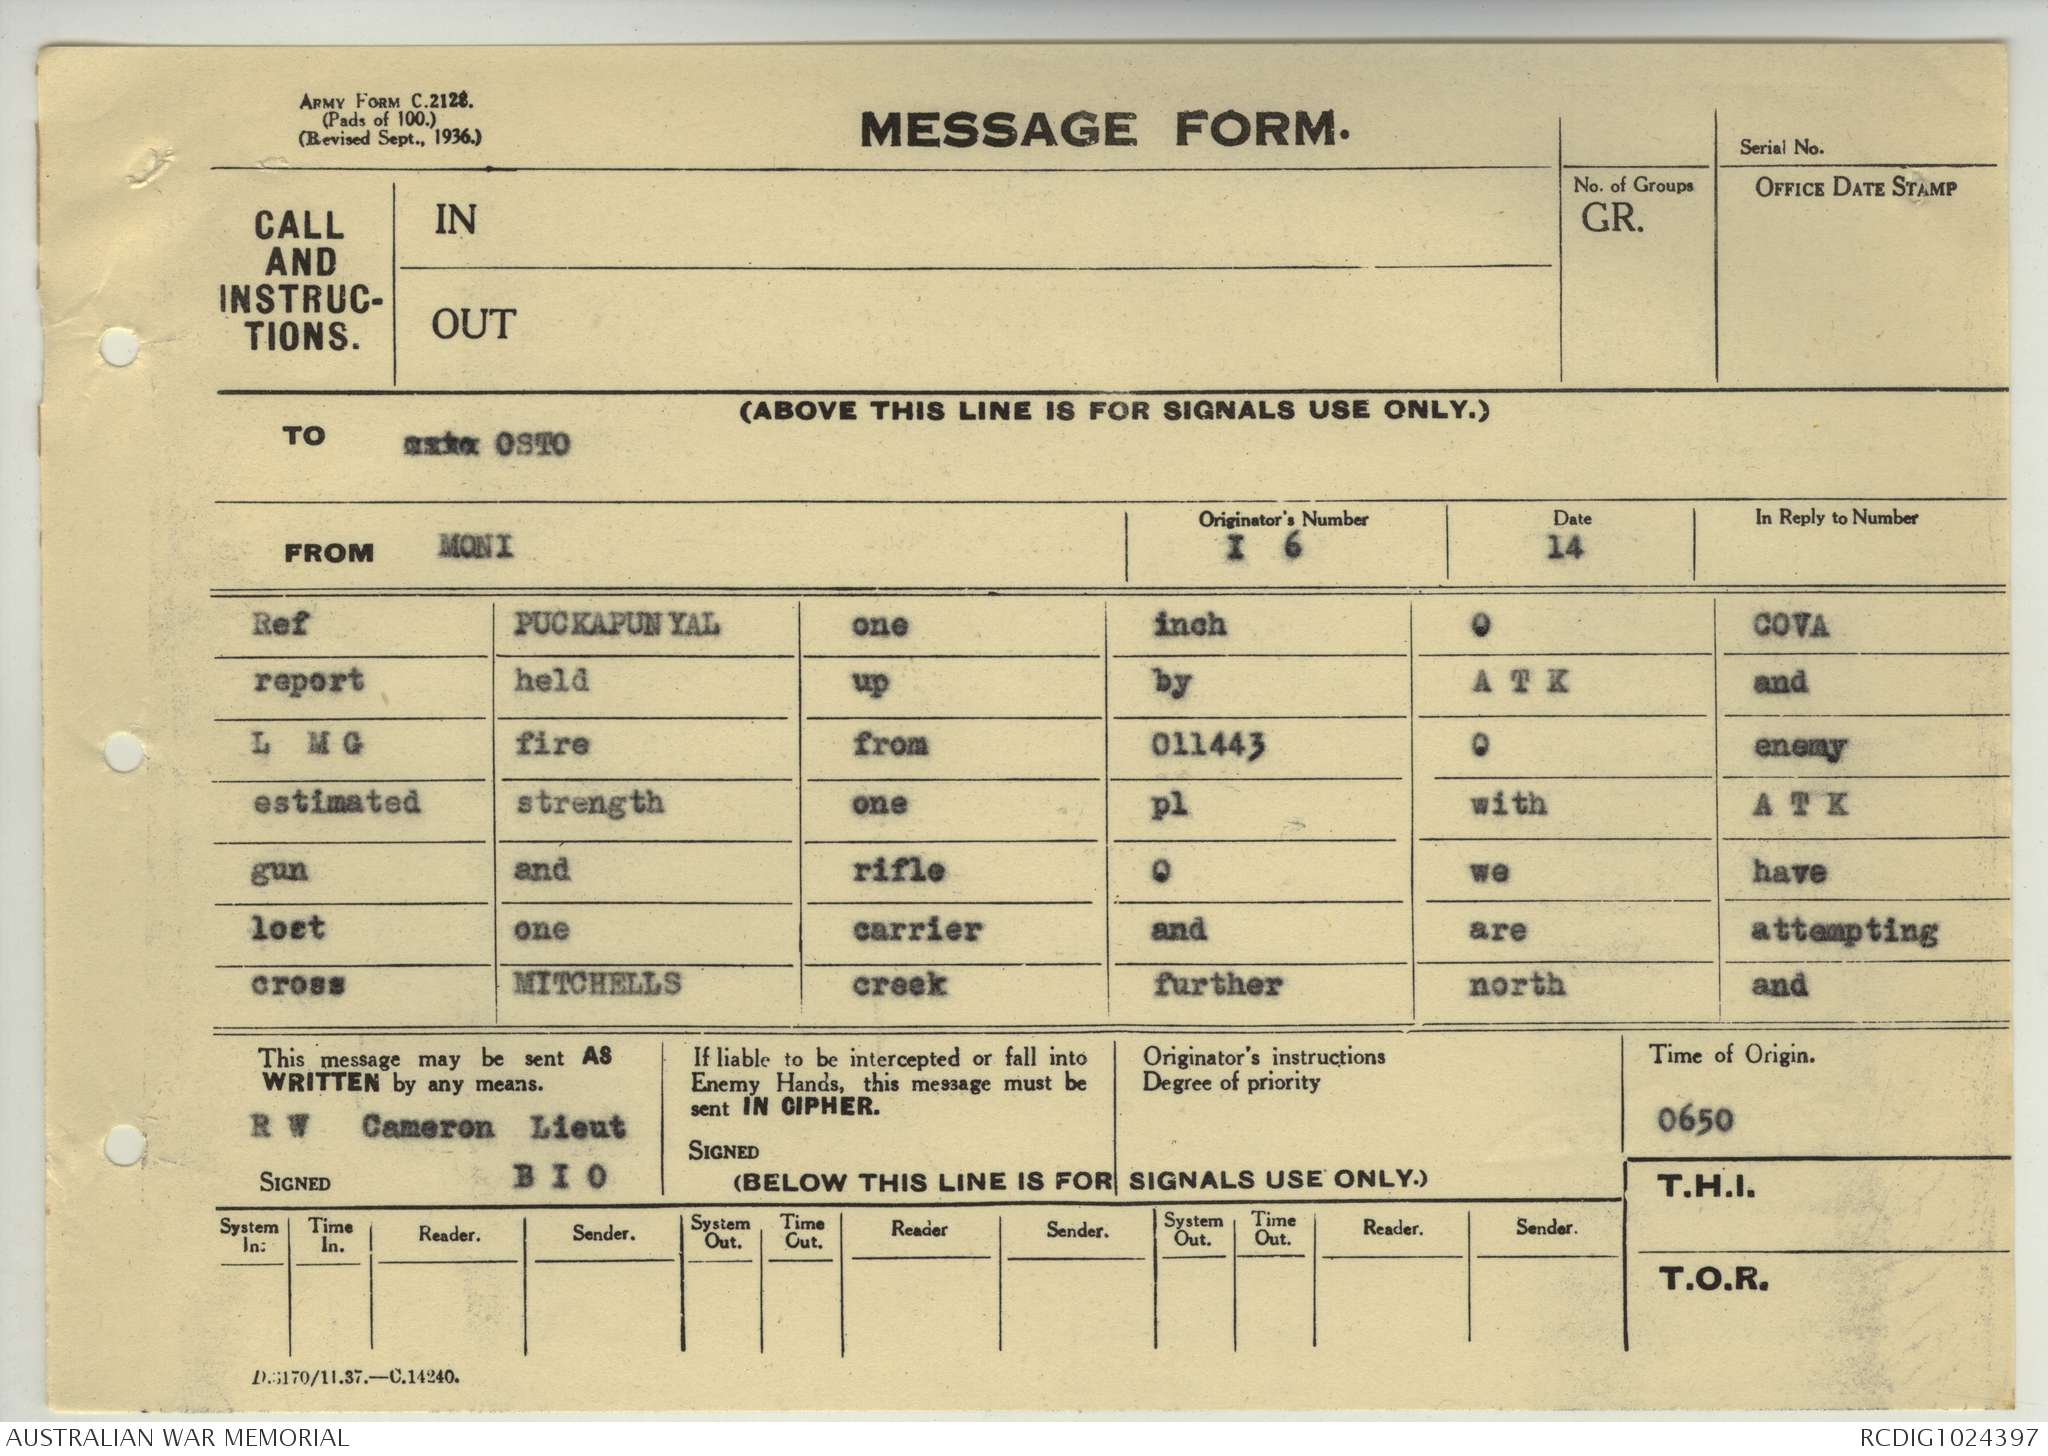 ARMY FORM C.2128.
(Pads of 100.)
(Revised Sept., 1936.)
MESSAGE FORM.
Serial No.
CALL AND INSTRUC-TIONS.
IN
OUT
No. of Groups
GR.
OFFICE DATE STAMP
(ABOVE THIS LINE IS FOR SIGNALS USE ONLY.)
TO OSTO
FROM MONI
Originator's Number
I 6
Date
14
In Reply to Number
Ref PUCKAPUNYAL one inch O COVA
report held up by A T K and
L M G fire from 011443 O enemy
estimated strength one pl with A T K
gun and rifle O we have
lost one carrier and are attempting
cross MITCHELLS creek further north and
This message may be sent AS
WRITTEN by any means.
R W Cameron Lieut
SIGNED B I O
If liable to be intercepted or fall into
Enemy Hands, this message must be
sent IN CIPHER.
SIGNED
Originator's instructions
Degree of priority
Time of Origin.
0650
(BELOW THIS LINE IS FOR SIGNALS USE ONLY.)
T.H.I.
T.O.R.
System In: Time In. Reader. Sender. System Out. Time Out. Reader Sender. System Out. Time Out. Reader. Sender.
170/11.37.—C.14240.
AUSTRALIAN WAR MEMORIAL
RCDIG1024397